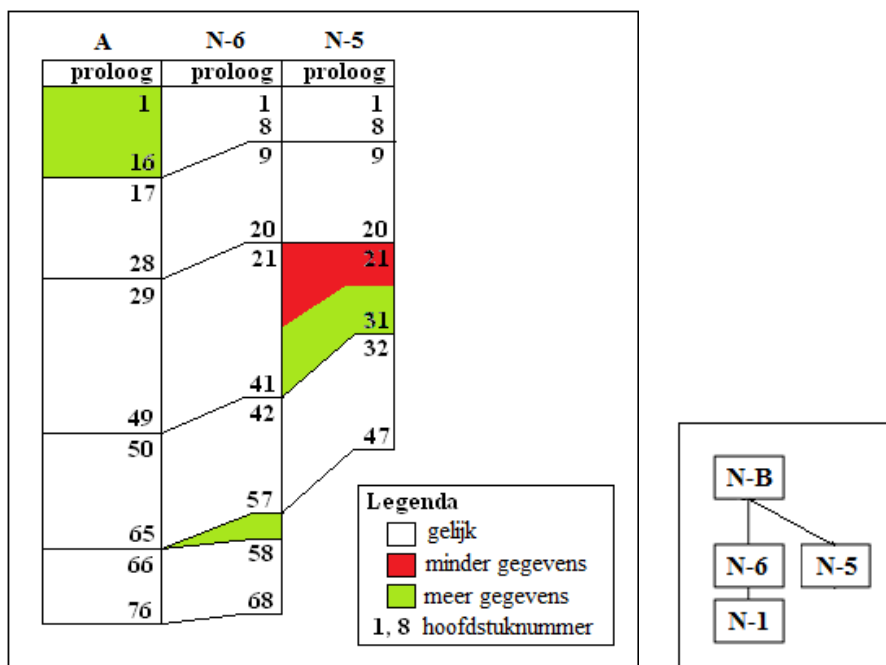 A N-6 N-5
proloog proloog proloog
1 1 1
8 8
16 9 9
17
20 20
28 21 21
29
31
32
41
49 42
50 47
57
65 58
66
76 68
Legenda
gelijk
minder gegevens
meer gegevens
1, 8 hoofdstuknummer
N-B
N-6 N-5
N-1